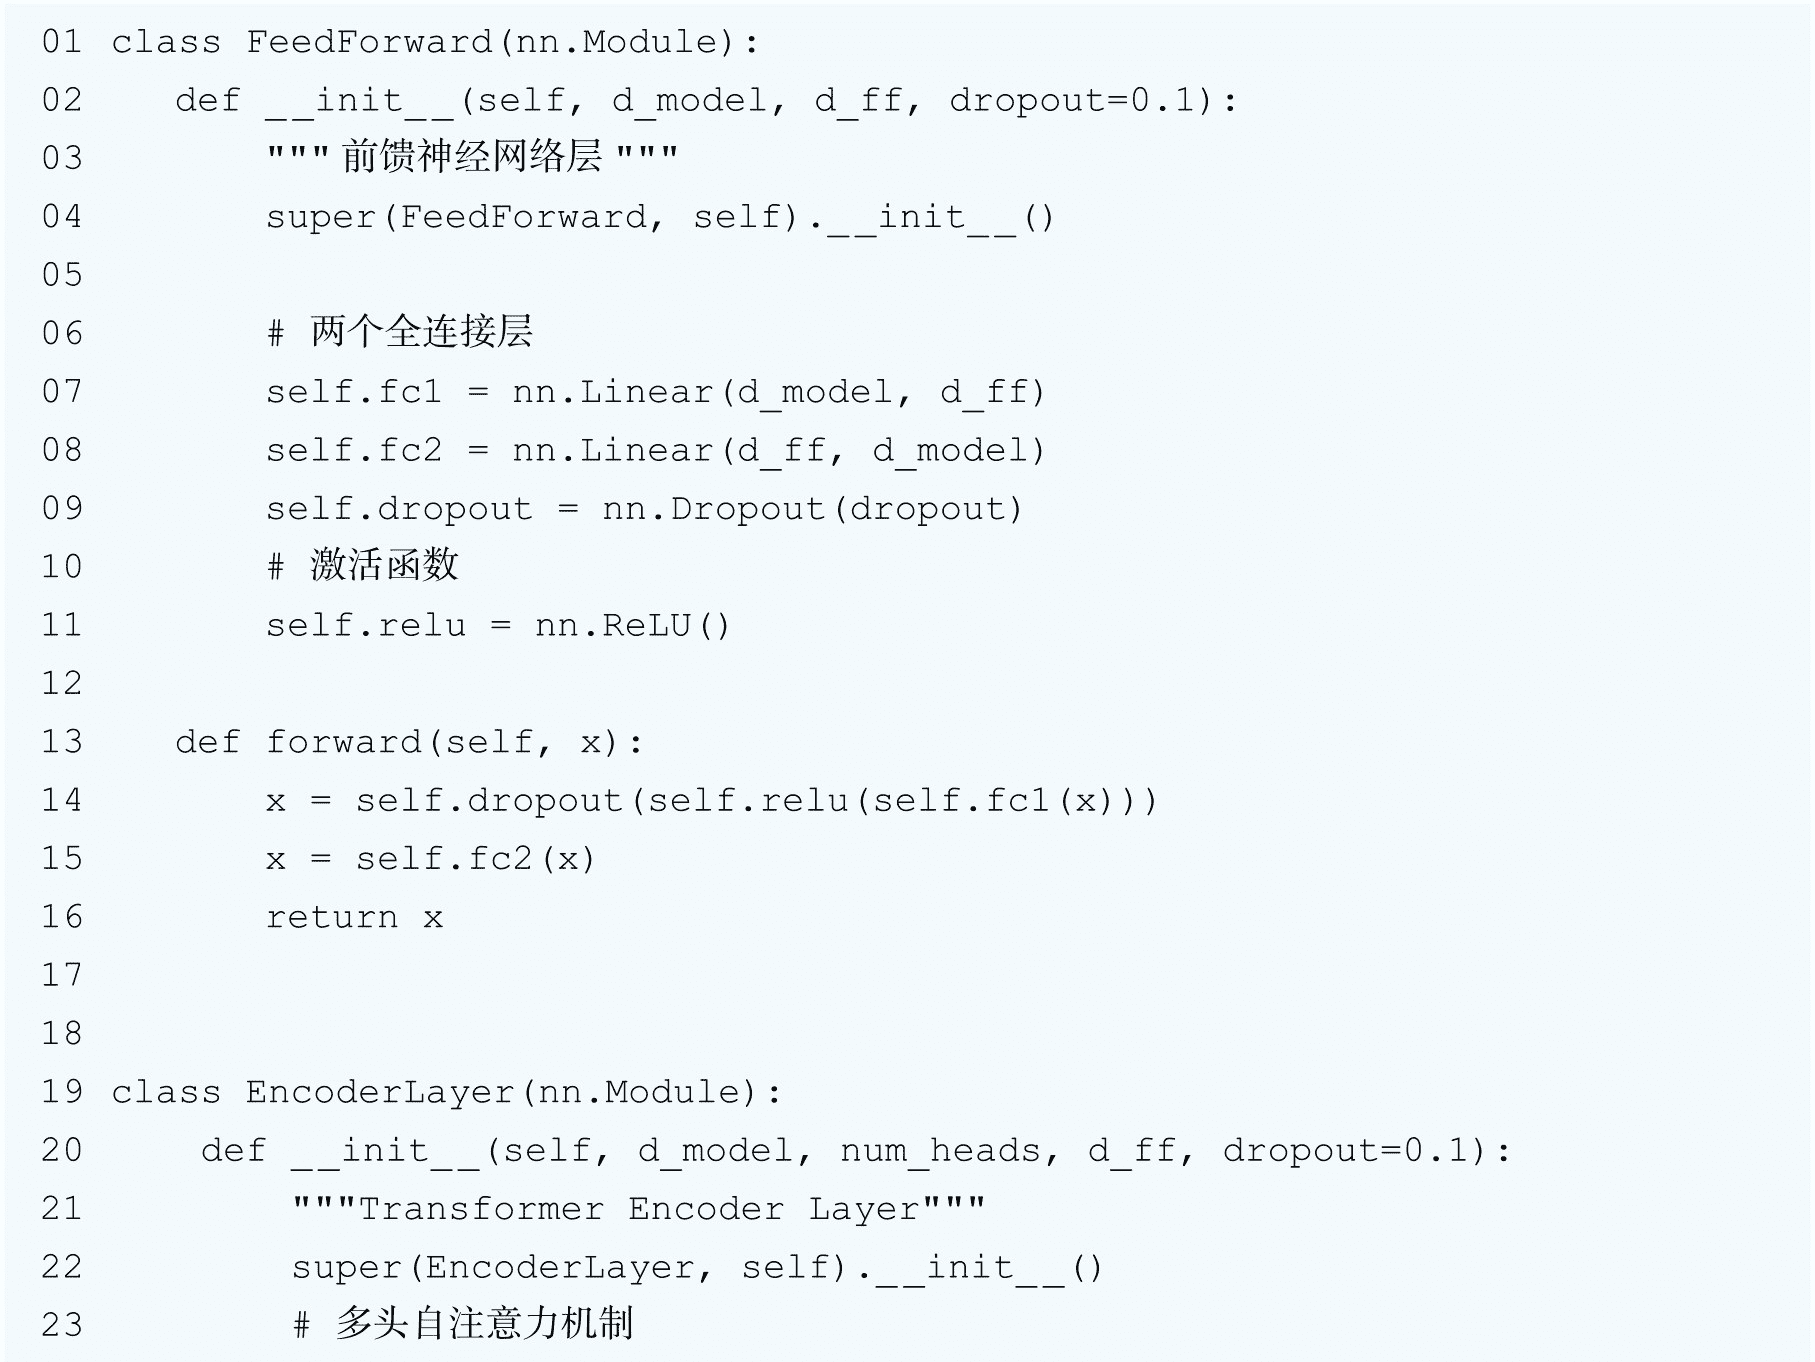 01 class FeedForward(nn.Module):
02    def __init__(self, d_model, d_ff, dropout=0.1):
03        """前馈神经网络层"""
04        super(FeedForward, self).__init__()
05
06        # 两个全连接层
07        self.fc1 = nn.Linear(d_model, d_ff)
08        self.fc2 = nn.Linear(d_ff, d_model)
09        self.dropout = nn.Dropout(dropout)
10        # 激活函数
11        self.relu = nn.ReLU()
12
13    def forward(self, x):
14        x = self.dropout(self.relu(self.fc1(x)))
15        x = self.fc2(x)
16        return x
17
18
19 class EncoderLayer(nn.Module):
20     def __init__(self, d_model, num_heads, d_ff, dropout=0.1):
21         """Transformer Encoder Layer"""
22         super(EncoderLayer, self).__init__()
23         # 多头自注意力机制